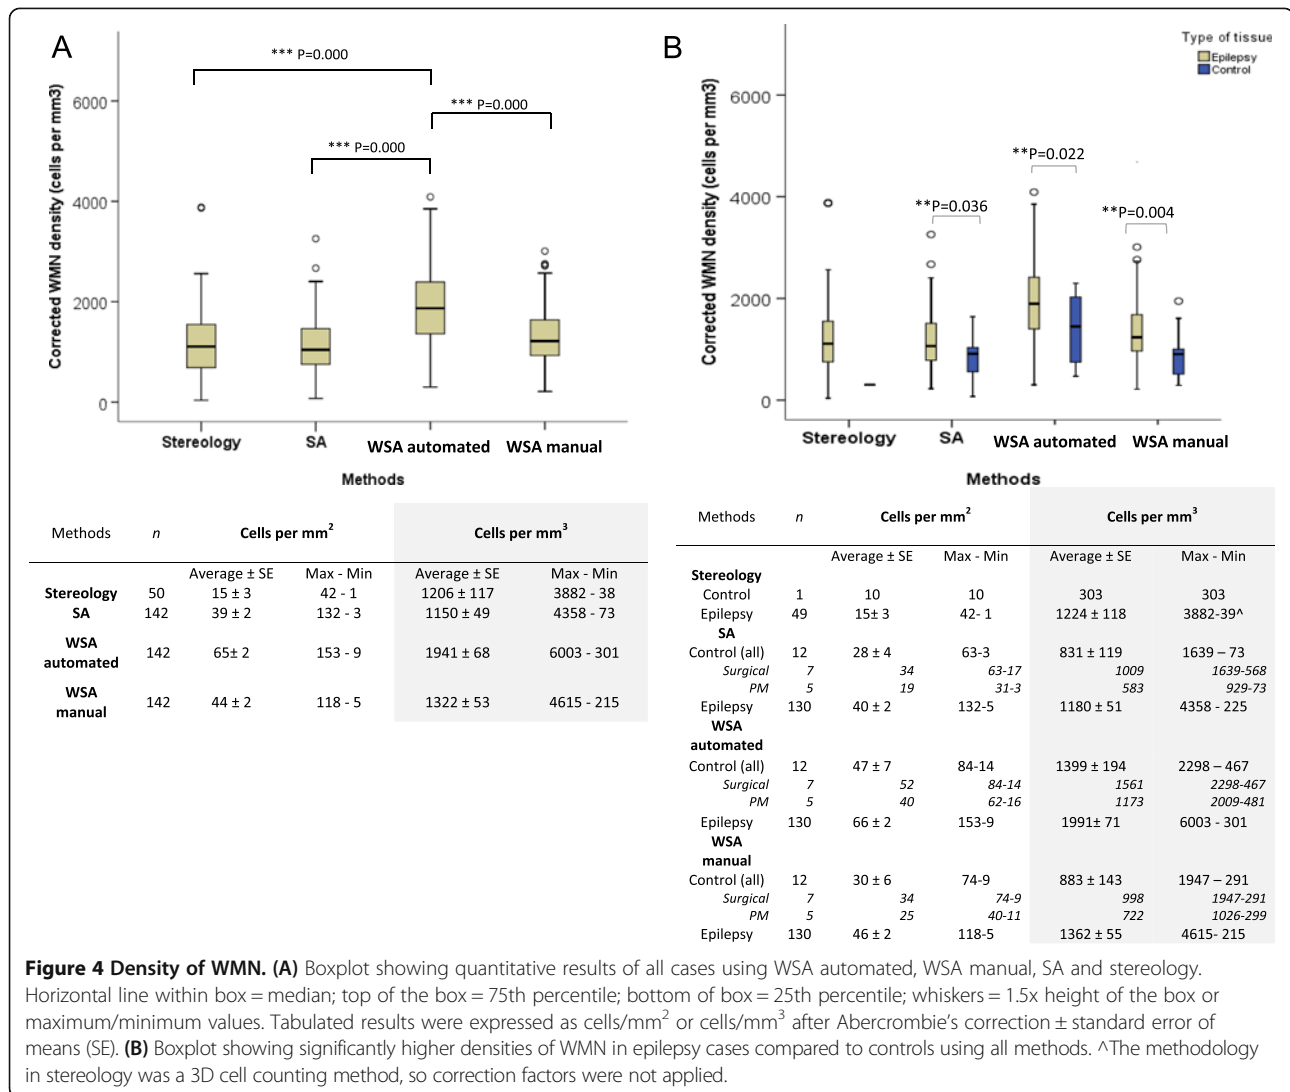 A
*** P=0.000
*** P=0.000
*** P=0.000
Corrected WMN density (cells per mm3)
6000
4000
2000
0
Stereology SA WSA automated WSA manual
Methods
B
Type of tissue
Epilepsy
Control
**P=0.022
**P=0.036
**P=0.004
Corrected WMN density (cells per mm3)
6000
4000
2000
0
Stereology SA WSA automated WSA manual
Methods
Methods n Cells per mm² Cells per mm³
Average ± SE Max - Min Average ± SE Max - Min
Stereology 50 15 ± 3 42 - 1 1206 ± 117 3882 - 38
SA 142 39 ± 2 132 - 3 1150 ± 49 4358 - 73
WSA
automated 142 65± 2 153 - 9 1941 ± 68 6003 - 301
WSA
manual 142 44 ± 2 118 - 5 1322 ± 53 4615 - 215
Methods n Cells per mm² Cells per mm³
Average ± SE Max - Min Average ± SE Max - Min
Stereology
Control 1 10 10 303 303
Epilepsy 49 15± 3 42- 1 1224 ± 118 3882-39^
SA
Control (all) 12 28 ± 4 63-3 831 ± 119 1639 – 73
Surgical 7 34 63-17 1009 1639-568
PM 5 19 31-3 583 929-73
Epilepsy 130 40 ± 2 132-5 1180 ± 51 4358 - 225
WSA
automated
Control (all) 12 47 ± 7 84-14 1399 ± 194 2298 – 467
Surgical 7 52 84-14 1561 2298-467
PM 5 40 62-16 1173 2009-481
Epilepsy 130 66 ± 2 153-9 1991± 71 6003 - 301
WSA
manual
Control (all) 12 30 ± 6 74-9 883 ± 143 1947 – 291
Surgical 7 34 74-9 998 1947-291
PM 5 25 40-11 722 1026-299
Epilepsy 130 46 ± 2 118-5 1362 ± 55 4615- 215
Figure 4 Density of WMN. (A) Boxplot showing quantitative results of all cases using WSA automated, WSA manual, SA and stereology.
Horizontal line within box = median; top of the box = 75th percentile; bottom of box = 25th percentile; whiskers = 1.5x height of the box or
maximum/minimum values. Tabulated results were expressed as cells/mm² or cells/mm³ after Abercrombie's correction ± standard error of
means (SE). (B) Boxplot showing significantly higher densities of WMN in epilepsy cases compared to controls using all methods. ^The methodology
in stereology was a 3D cell counting method, so correction factors were not applied.